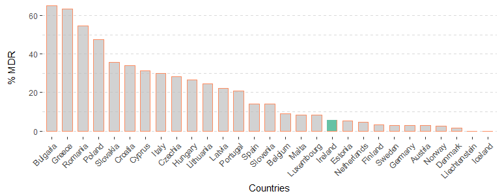 60
40
20
0
% MDR
Bulgaria
Greece
Romania
Poland
Slovakia
Croatia
Cyprus
Italy
Czechia
Hungary
Lithuania
Latvia
Portugal
Spain
Slovenia
Belgium
Malta
Luxembourg
Ireland
Estonia
Netherlands
Finland
Sweden
Germany
Austria
Norway
Denmark
Liechtenstein
Iceland
Countries